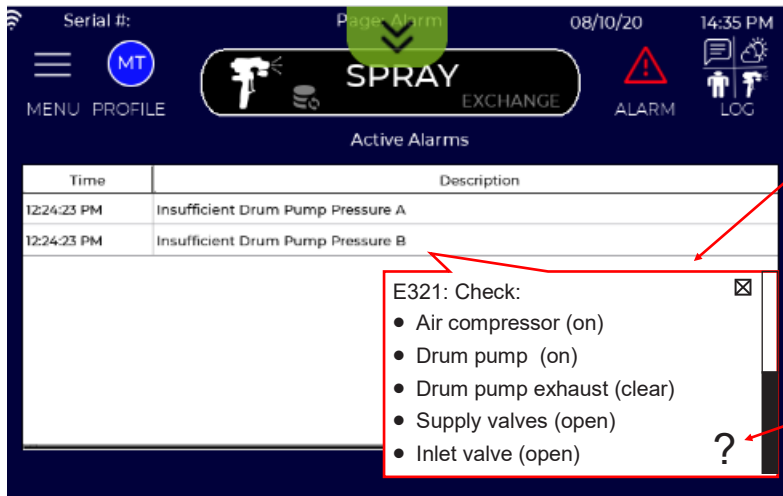 Serial #: Page: Alarm 08/10/20 14:35 PM
MT
SPRAY
EXCHANGE
MENU PROFILE ALARM LOG
Active Alarms
Time Description
12:24:23 PM Insufficient Drum Pump Pressure A
12:24:23 PM Insufficient Drum Pump Pressure B
E321: Check:
• Air compressor (on)
• Drum pump (on)
• Drum pump exhaust (clear)
• Supply valves (open)
• Inlet valve (open)
?